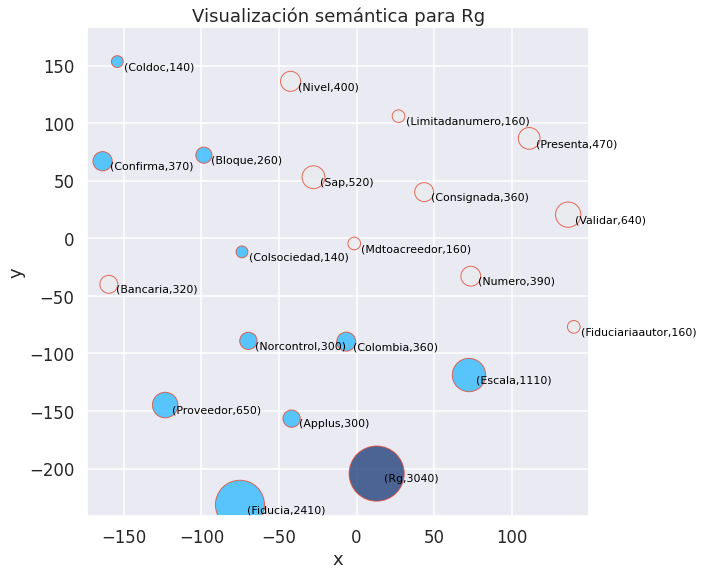 Visualización semántica para Rg
(Coldoc,140)
(Nivel,400)
(Limitadanumero,160)
(Presenta,470)
(Confirma,370)
(Bloque,260)
(Sap,520)
(Consignada,360)
(Validar,640)
(Mdtoacreedor,160)
(Colsociedad,140)
(Bancaria,320)
(Numero,390)
(Fiduciariaautor,160)
(Norcontrol,300)
(Colombia,360)
(Escala,1110)
(Proveedor,650)
(Applus,300)
(Rg,3040)
(Fiducia,2410)
150
100
50
0
−50
−100
−150
−200
y
−150 −100 −50 0 50 100
x